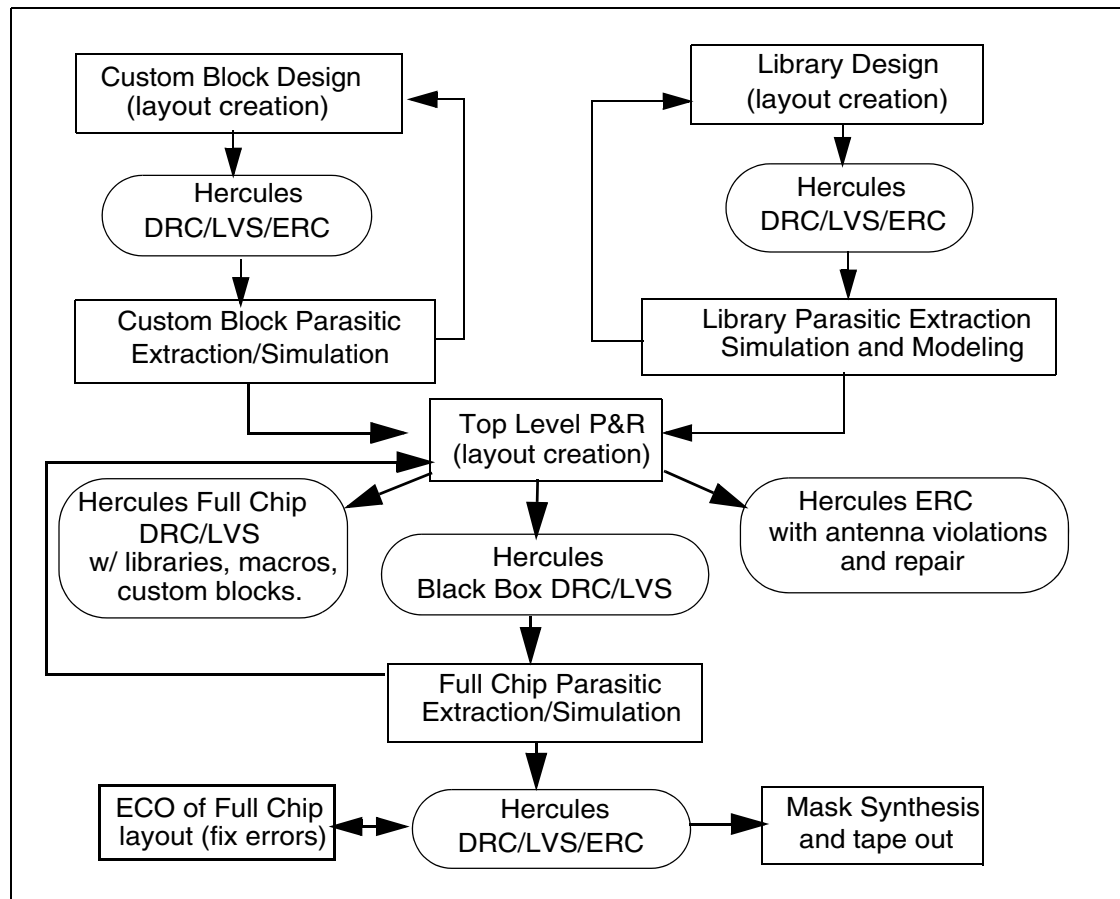 Custom Block Design
(layout creation)
Library Design
(layout creation)
Hercules
DRC/LVS/ERC
Hercules
DRC/LVS/ERC
Custom Block Parasitic
Extraction/Simulation
Library Parasitic Extraction
Simulation and Modeling
Top Level P&R
(layout creation)
Hercules Full Chip
DRC/LVS
w/ libraries, macros,
custom blocks.
Hercules
Black Box DRC/LVS
Hercules ERC
with antenna violations
and repair
Full Chip Parasitic
Extraction/Simulation
ECO of Full Chip
layout (fix errors)
Hercules
DRC/LVS/ERC
Mask Synthesis
and tape out